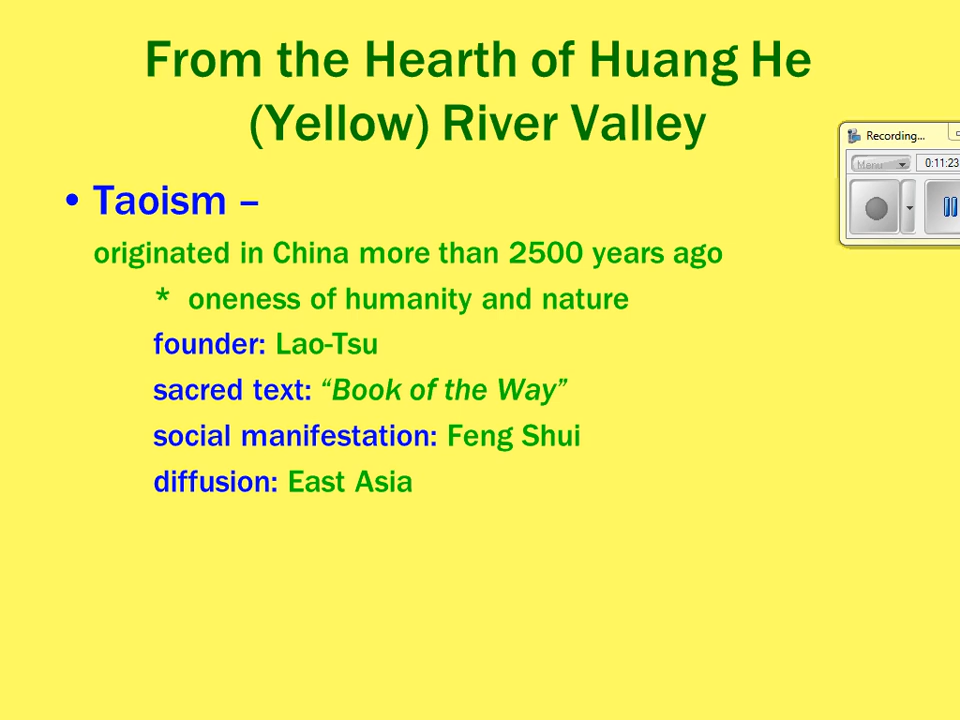 From the Hearth of Huang He
(Yellow) River Valley
• Taoism –
originated in China more than 2500 years ago
* oneness of humanity and nature
founder: Lao-Tsu
sacred text: “Book of the Way”
social manifestation: Feng Shui
diffusion: East Asia
Recording...
Menu
0:11:23